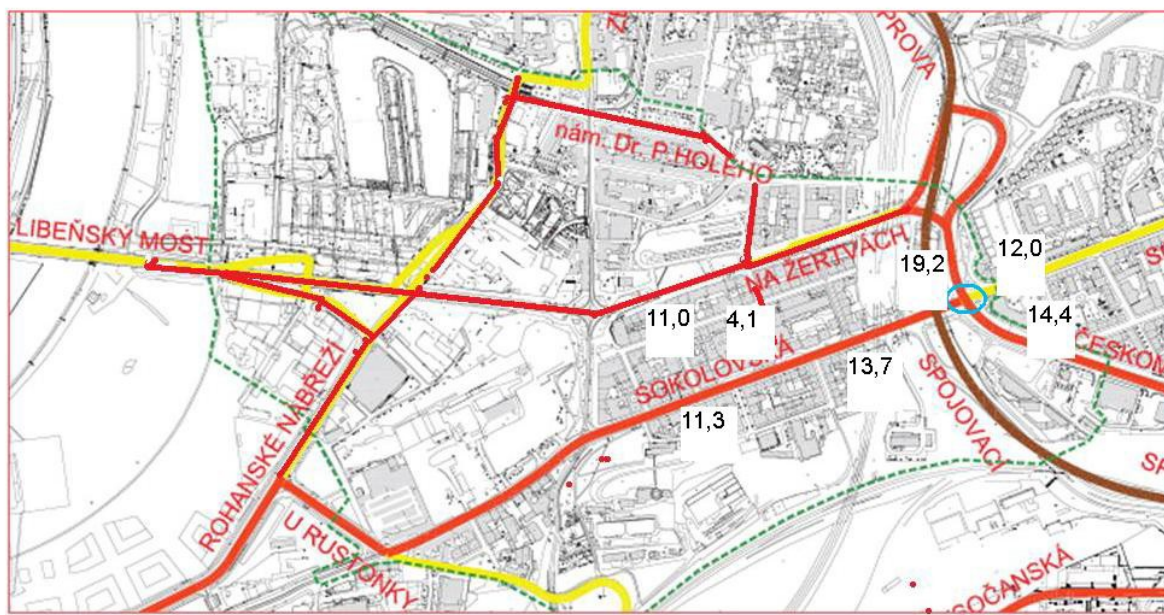 PROVA
nám. Dr. P.HOLÉHO
LIBEŇSKÝ MOST
NA ŽERTVÁCH
19,2
12,0
11,0
4,1
14,4
ČESKOM
SOKOLOVSKÁ
13,7
11,3
SPOJOVACÍ
ROHANSKÉ NÁBŘEŽÍ
U RUSTONKY
OČANSKÁ